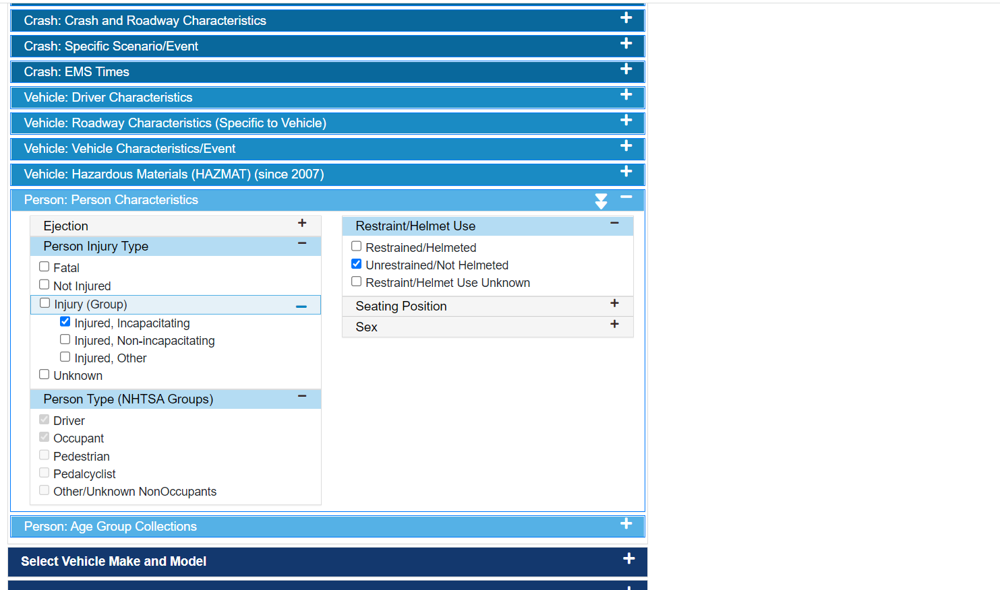 Crash: Crash and Roadway Characteristics
Crash: Specific Scenario/Event
Crash: EMS Times
Vehicle: Driver Characteristics
Vehicle: Roadway Characteristics (Specific to Vehicle)
Vehicle: Vehicle Characteristics/Event
Vehicle: Hazardous Materials (HAZMAT) (since 2007)
Person: Person Characteristics
Ejection
Person Injury Type
Fatal
Not Injured
Injury (Group)
Injured, Incapacitating
Injured, Non-incapacitating
Injured, Other
Unknown
Person Type (NHTSA Groups)
Driver
Occupant
Pedestrian
Pedalcyclist
Other/Unknown NonOccupants
Restraint/Helmet Use
Restrained/Helmeted
Unrestrained/Not Helmeted
Restraint/Helmet Use Unknown
Seating Position
Sex
Person: Age Group Collections
Select Vehicle Make and Model